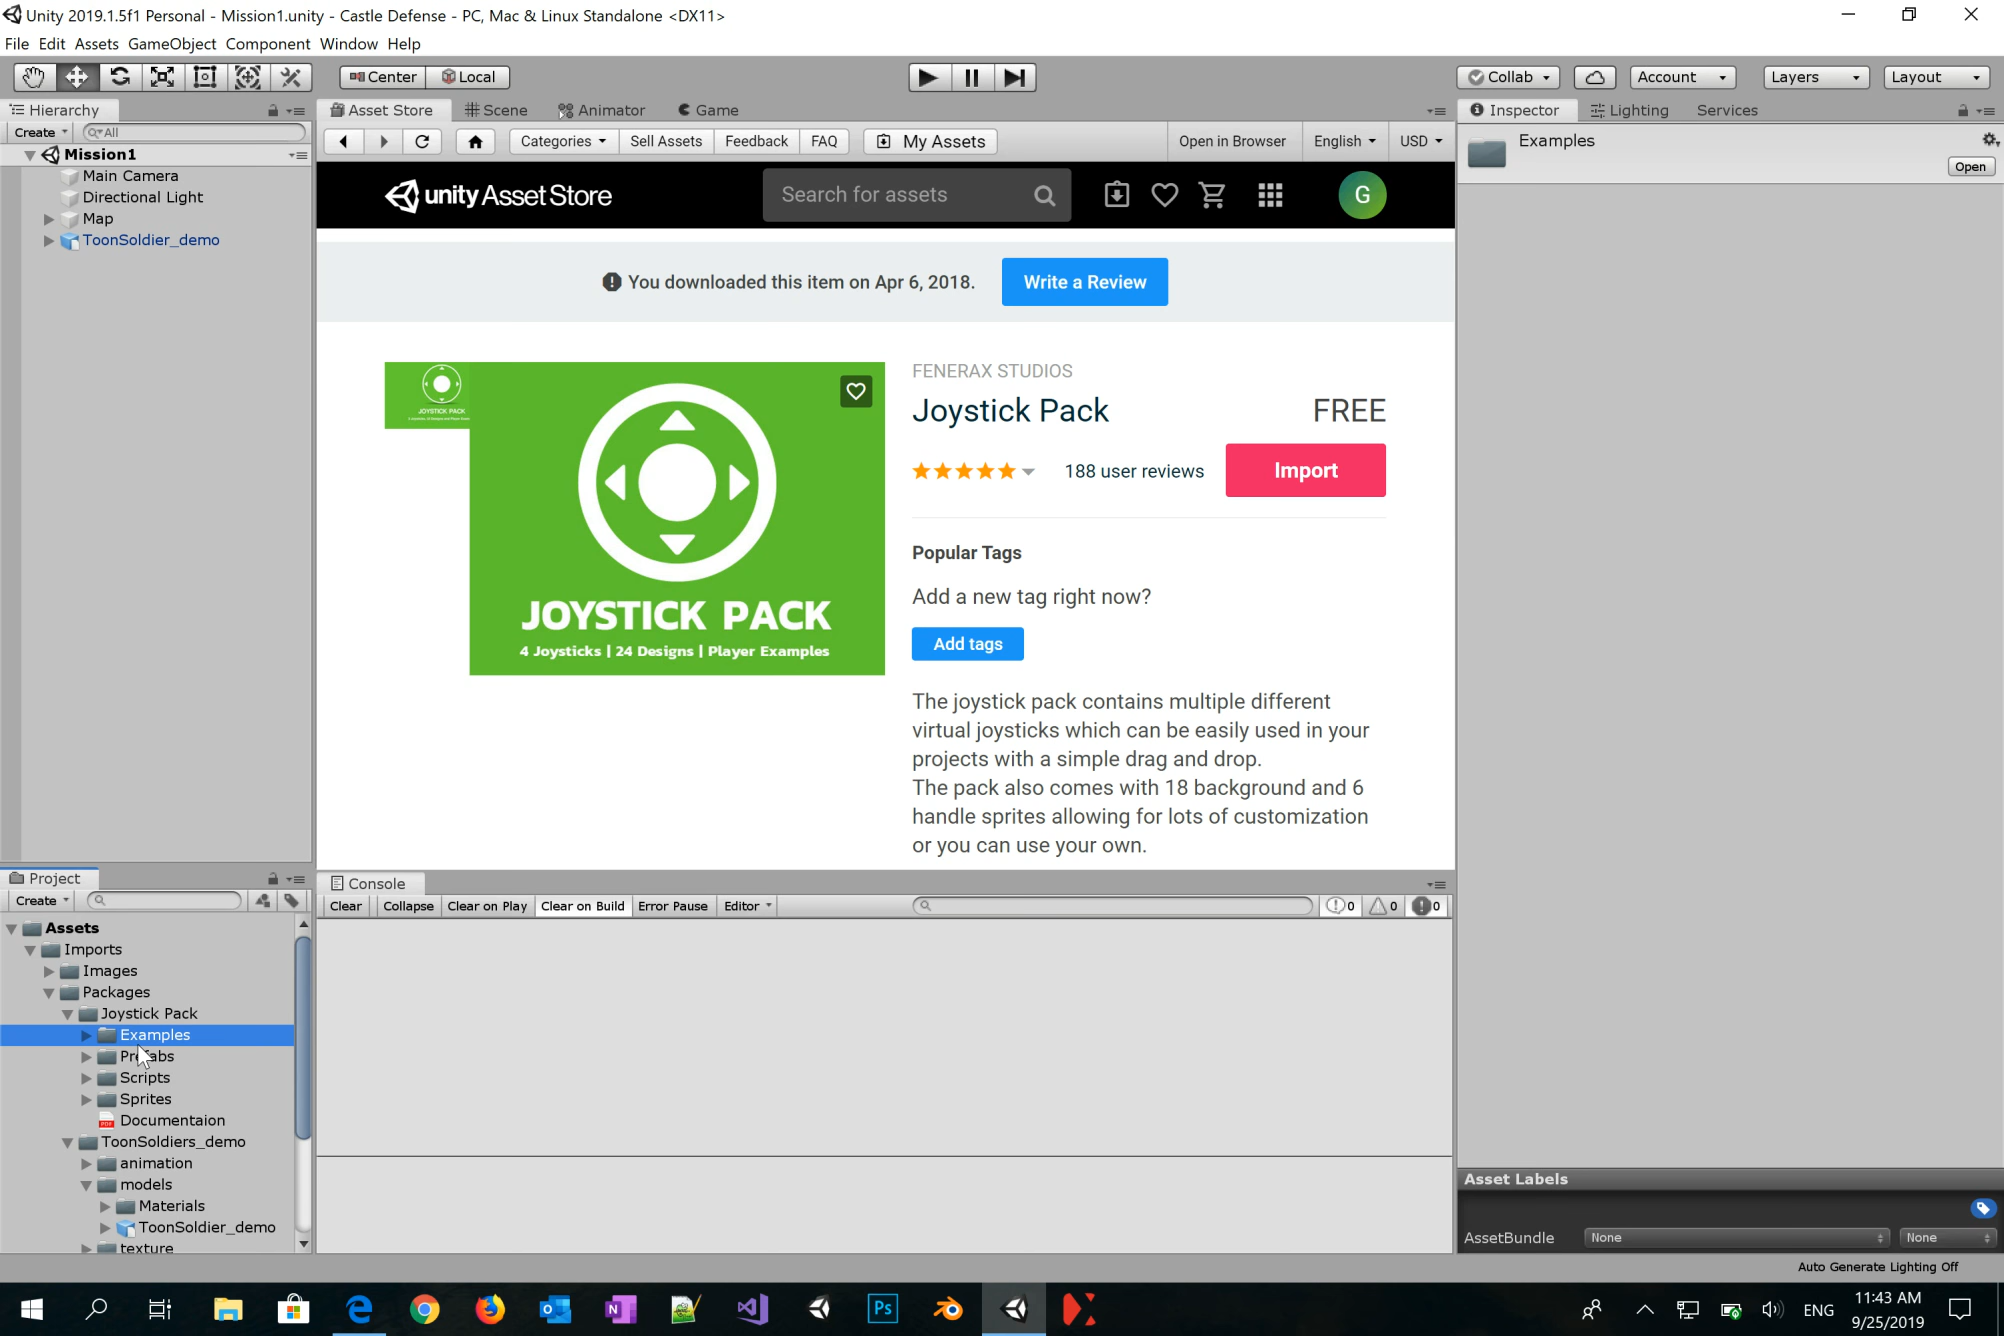 Unity 2019.1.5f1 Personal - Mission1.unity - Castle Defense - PC, Mac & Linux Standalone <DX11>
File Edit Assets GameObject Component Window Help
Center Local Collab Account Layers Layout
Hierarchy Asset Store Scene Animator Game Inspector Lighting Services
Create All
Categories Sell Assets Feedback FAQ My Assets Open in Browser English USD
Examples
Open
Mission1
Main Camera
Directional Light
Map
ToonSoldier_demo
unity Asset Store Search for assets G
You downloaded this item on Apr 6, 2018. Write a Review
JOYSTICK PACK
JOYSTICK PACK
4 Joysticks | 24 Designs | Player Examples
FENERAX STUDIOS
Joystick Pack FREE
188 user reviews Import
Popular Tags
Add a new tag right now?
Add tags
The joystick pack contains multiple different
virtual joysticks which can be easily used in your
projects with a simple drag and drop.
The pack also comes with 18 background and 6
handle sprites allowing for lots of customization
or you can use your own.
Project
Create
Assets
Imports
Images
Packages
Joystick Pack
Examples
Prefabs
Scripts
Sprites
PDF Documentaion
ToonSoldiers_demo
animation
models
Materials
ToonSoldier_demo
texture
Console
Clear Collapse Clear on Play Clear on Build Error Pause Editor 0 0 0
Asset Labels
AssetBundle None None
Auto Generate Lighting Off
Ps ENG 11:43 AM
9/25/2019